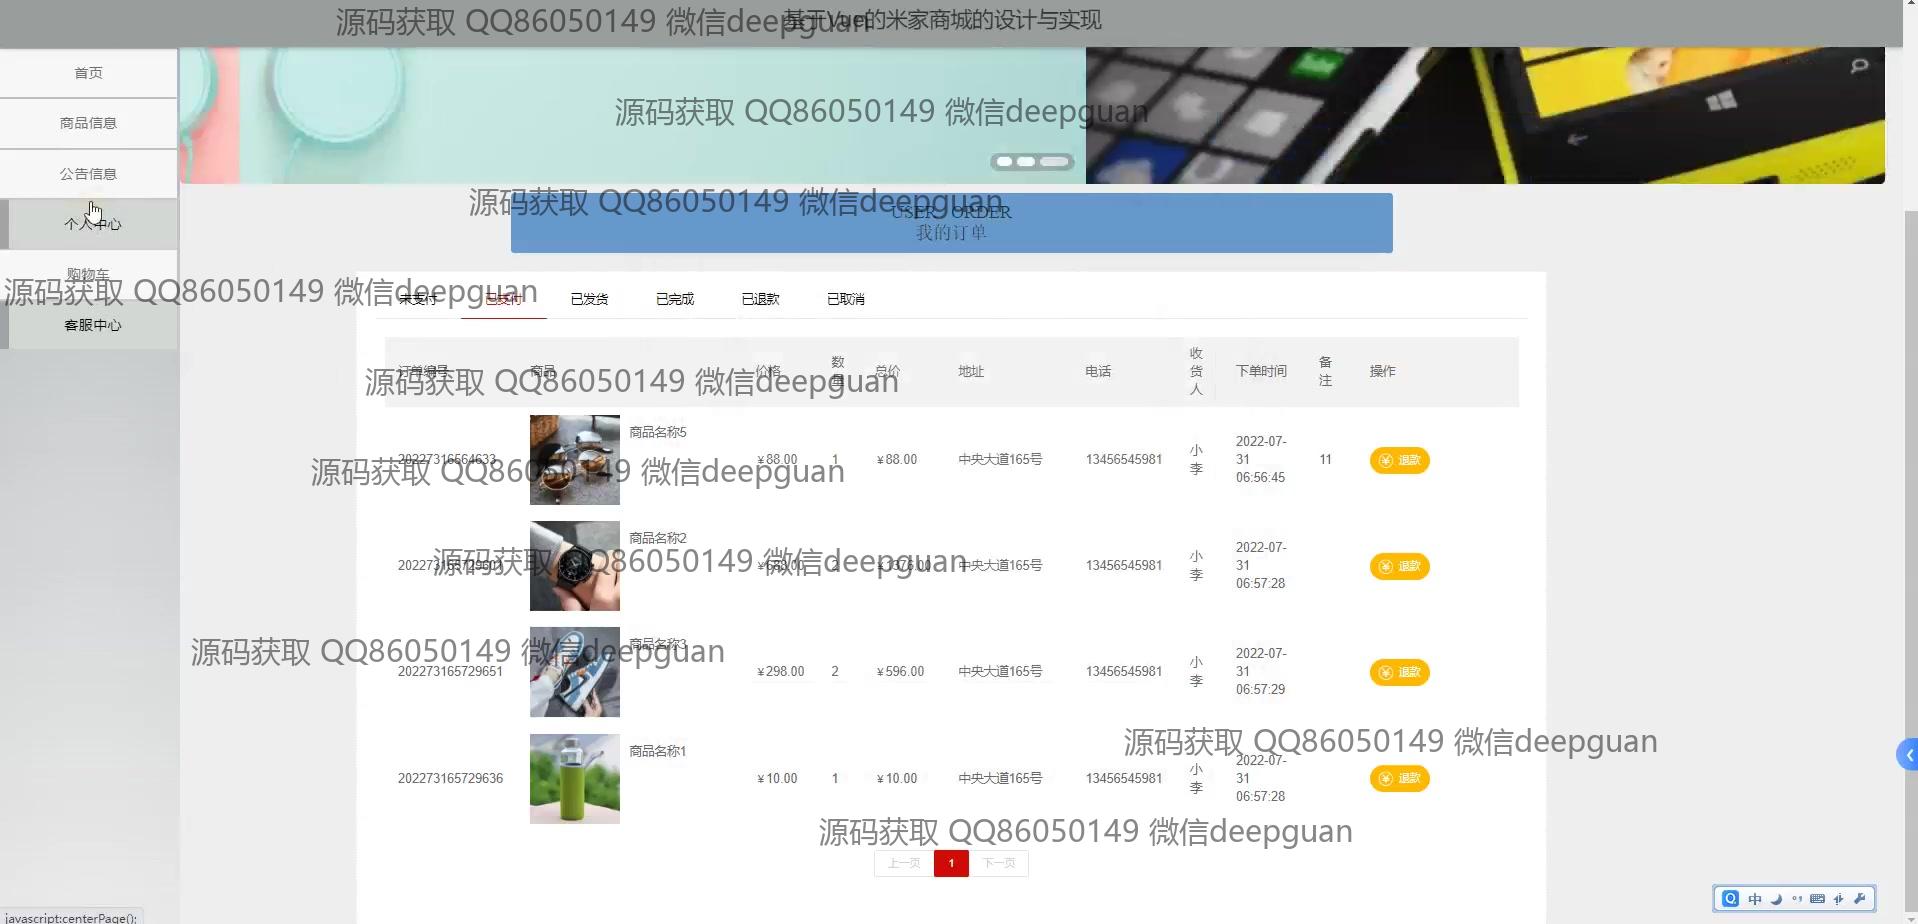 基于Vue的米家商城的设计与实现
源码获取 QQ86050149 微信deepguan
首页
商品信息
公告信息
个人中心
购物车
客服中心
源码获取 QQ86050149 微信deepguan
源码获取 QQ86050149 微信deepguan
USER / ORDER
我的订单
源码获取 QQ86050149 微信deepguan
未支付 已支付 已发货 已完成 已退款 已取消
订单编号 商品 价格 数量 总价 地址 电话 收货人 下单时间 备注 操作
源码获取 QQ86050149 微信deepguan
商品名称5
20227316564633 ¥88.00 1 ¥88.00 中央大道165号 13456545981 小李 2022-07-31 06:56:45 11 退款
源码获取 QQ86050149 微信deepguan
商品名称2
¥1376.00 中央大道165号 13456545981 小李 2022-07-31 06:57:28 退款
源码获取 QQ86050149 微信deepguan
商品名称3
202273165729651 ¥298.00 2 ¥596.00 中央大道165号 13456545981 小李 2022-07-31 06:57:29 退款
源码获取 QQ86050149 微信deepguan
源码获取 QQ86050149 微信deepguan
商品名称1
202273165729636 ¥10.00 1 ¥10.00 中央大道165号 13456545981 小李 2022-07-31 06:57:28 退款
源码获取 QQ86050149 微信deepguan
上一页 1 下一页
中
javascript:centerPage();